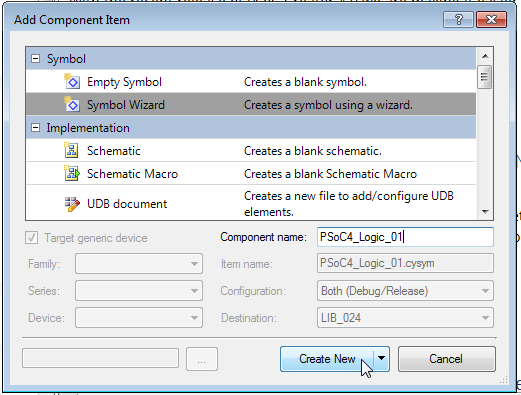 Add Component Item
Symbol
Empty Symbol Creates a blank symbol.
Symbol Wizard Creates a symbol using a wizard.
Implementation
Schematic Creates a blank schematic.
Schematic Macro Creates a blank Schematic Macro
UDB document Creates a new file to add/configure UDB
elements.
Target generic device Component name: PSoC4_Logic_01
Family: Item name: PSoC4_Logic_01.cysym
Series: Configuration: Both (Debug/Release)
Device: Destination: LIB_024
... Create New Cancel